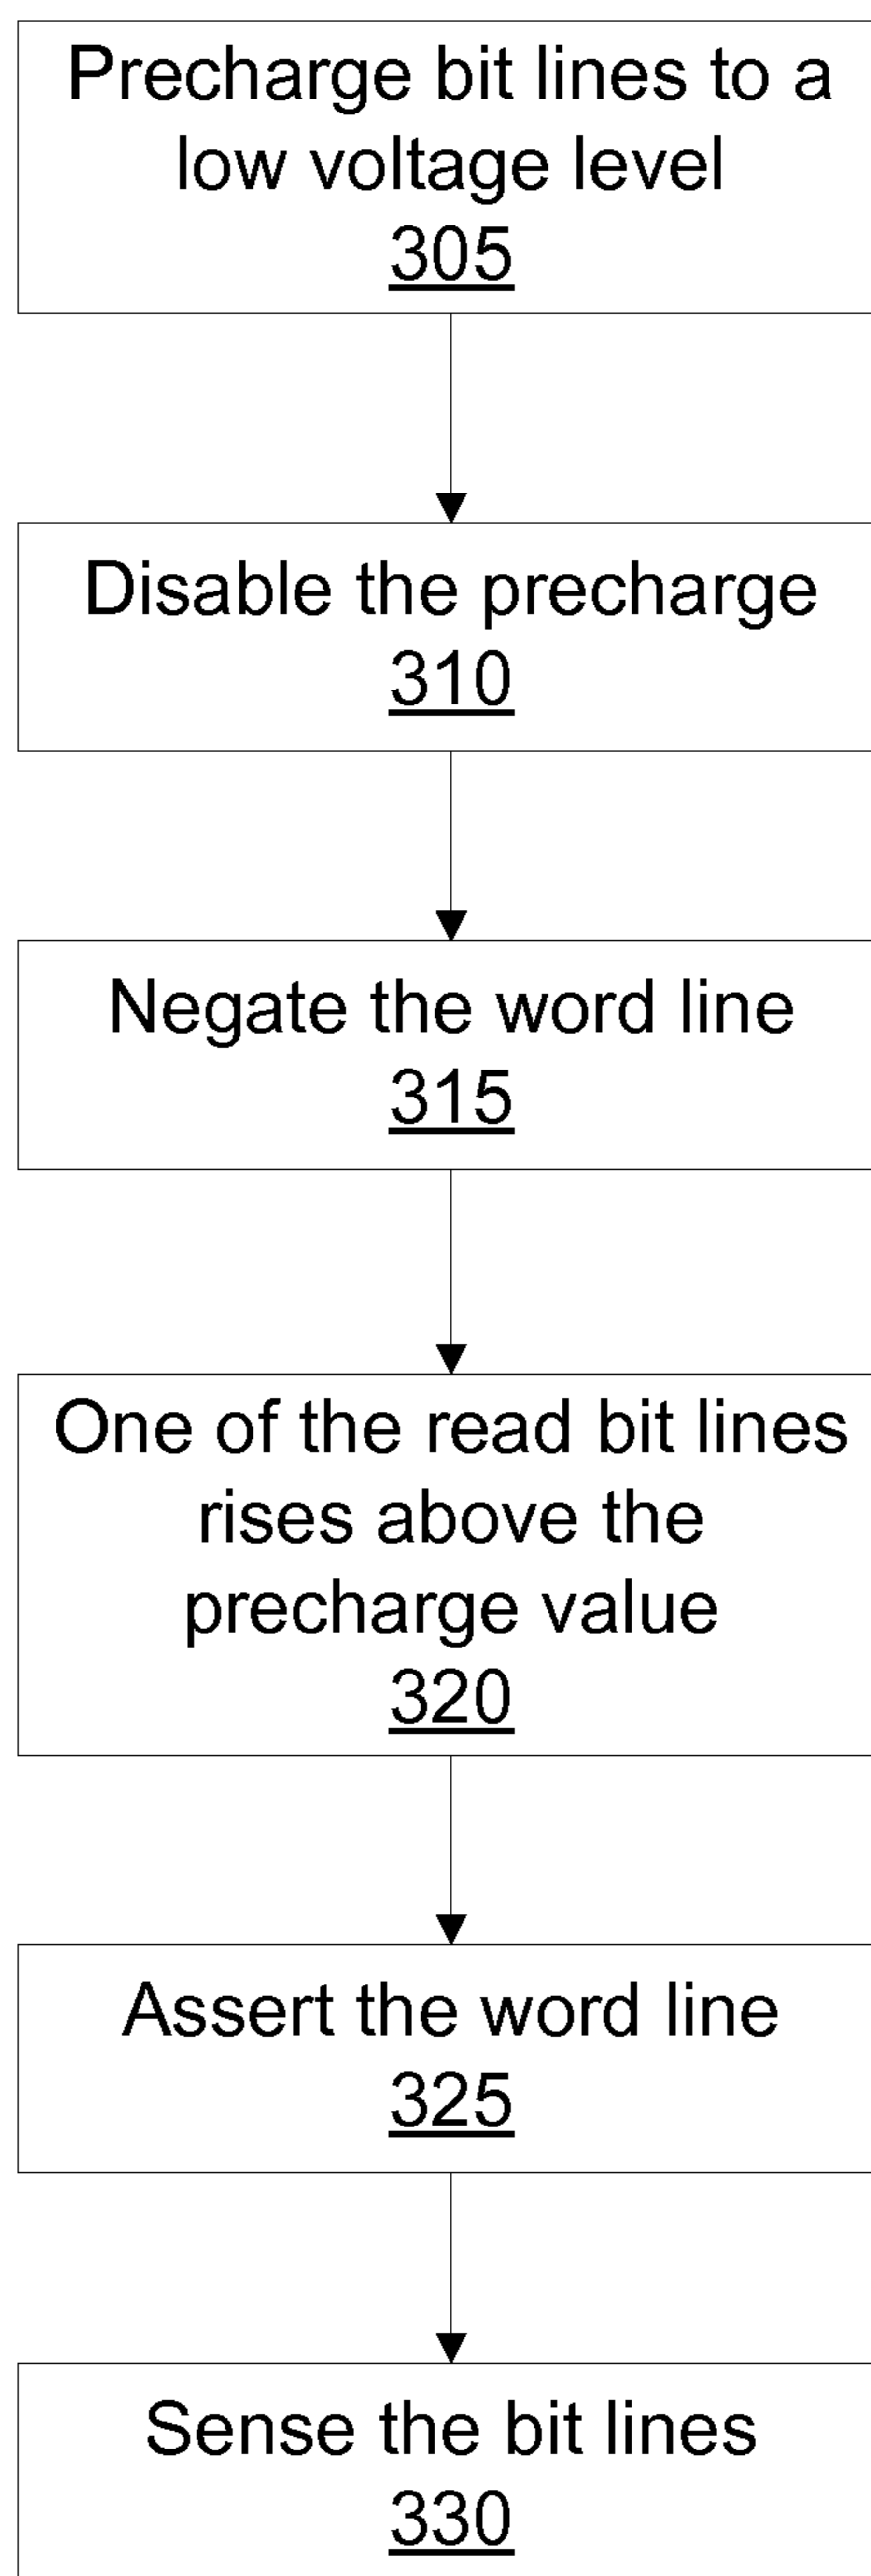 Precharge bit lines to a
low voltage level
305
Disable the precharge
310
Negate the word line
315
One of the read bit lines
rises above the
precharge value
320
Assert the word line
325
Sense the bit lines
330